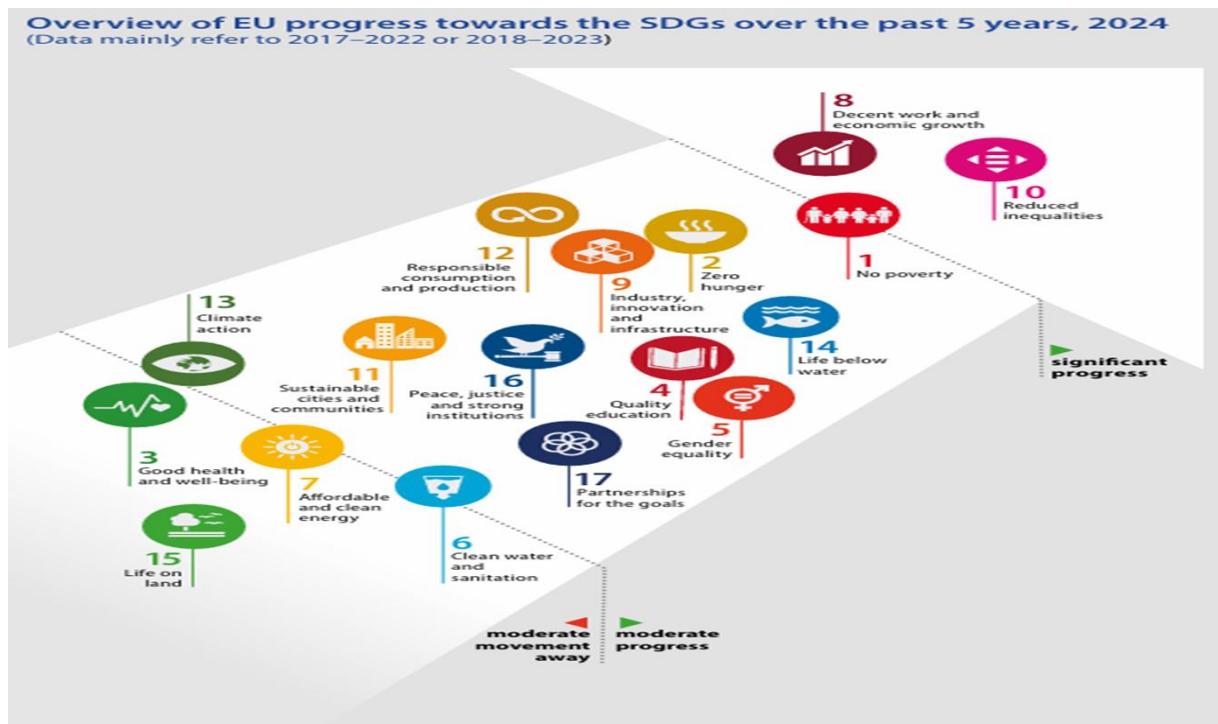 Overview of EU progress towards the SDGs over the past 5 years, 2024
(Data mainly refer to 2017–2022 or 2018–2023)
8
Decent work and
economic growth
10
Reduced
inequalities
1
No poverty
12
Responsible
consumption
and production
2
Zero
hunger
9
Industry,
innovation
and
infrastructure
13
Climate
action
14
Life below
water
significant
progress
11
Sustainable
cities and
communities
16
Peace, justice
and strong
institutions
4
Quality
education
5
Gender
equality
3
Good health
and well-being
7
Affordable
and clean
energy
17
Partnerships
for the goals
15
Life on
land
6
Clean water
and
sanitation
moderate
movement
away
moderate
progress